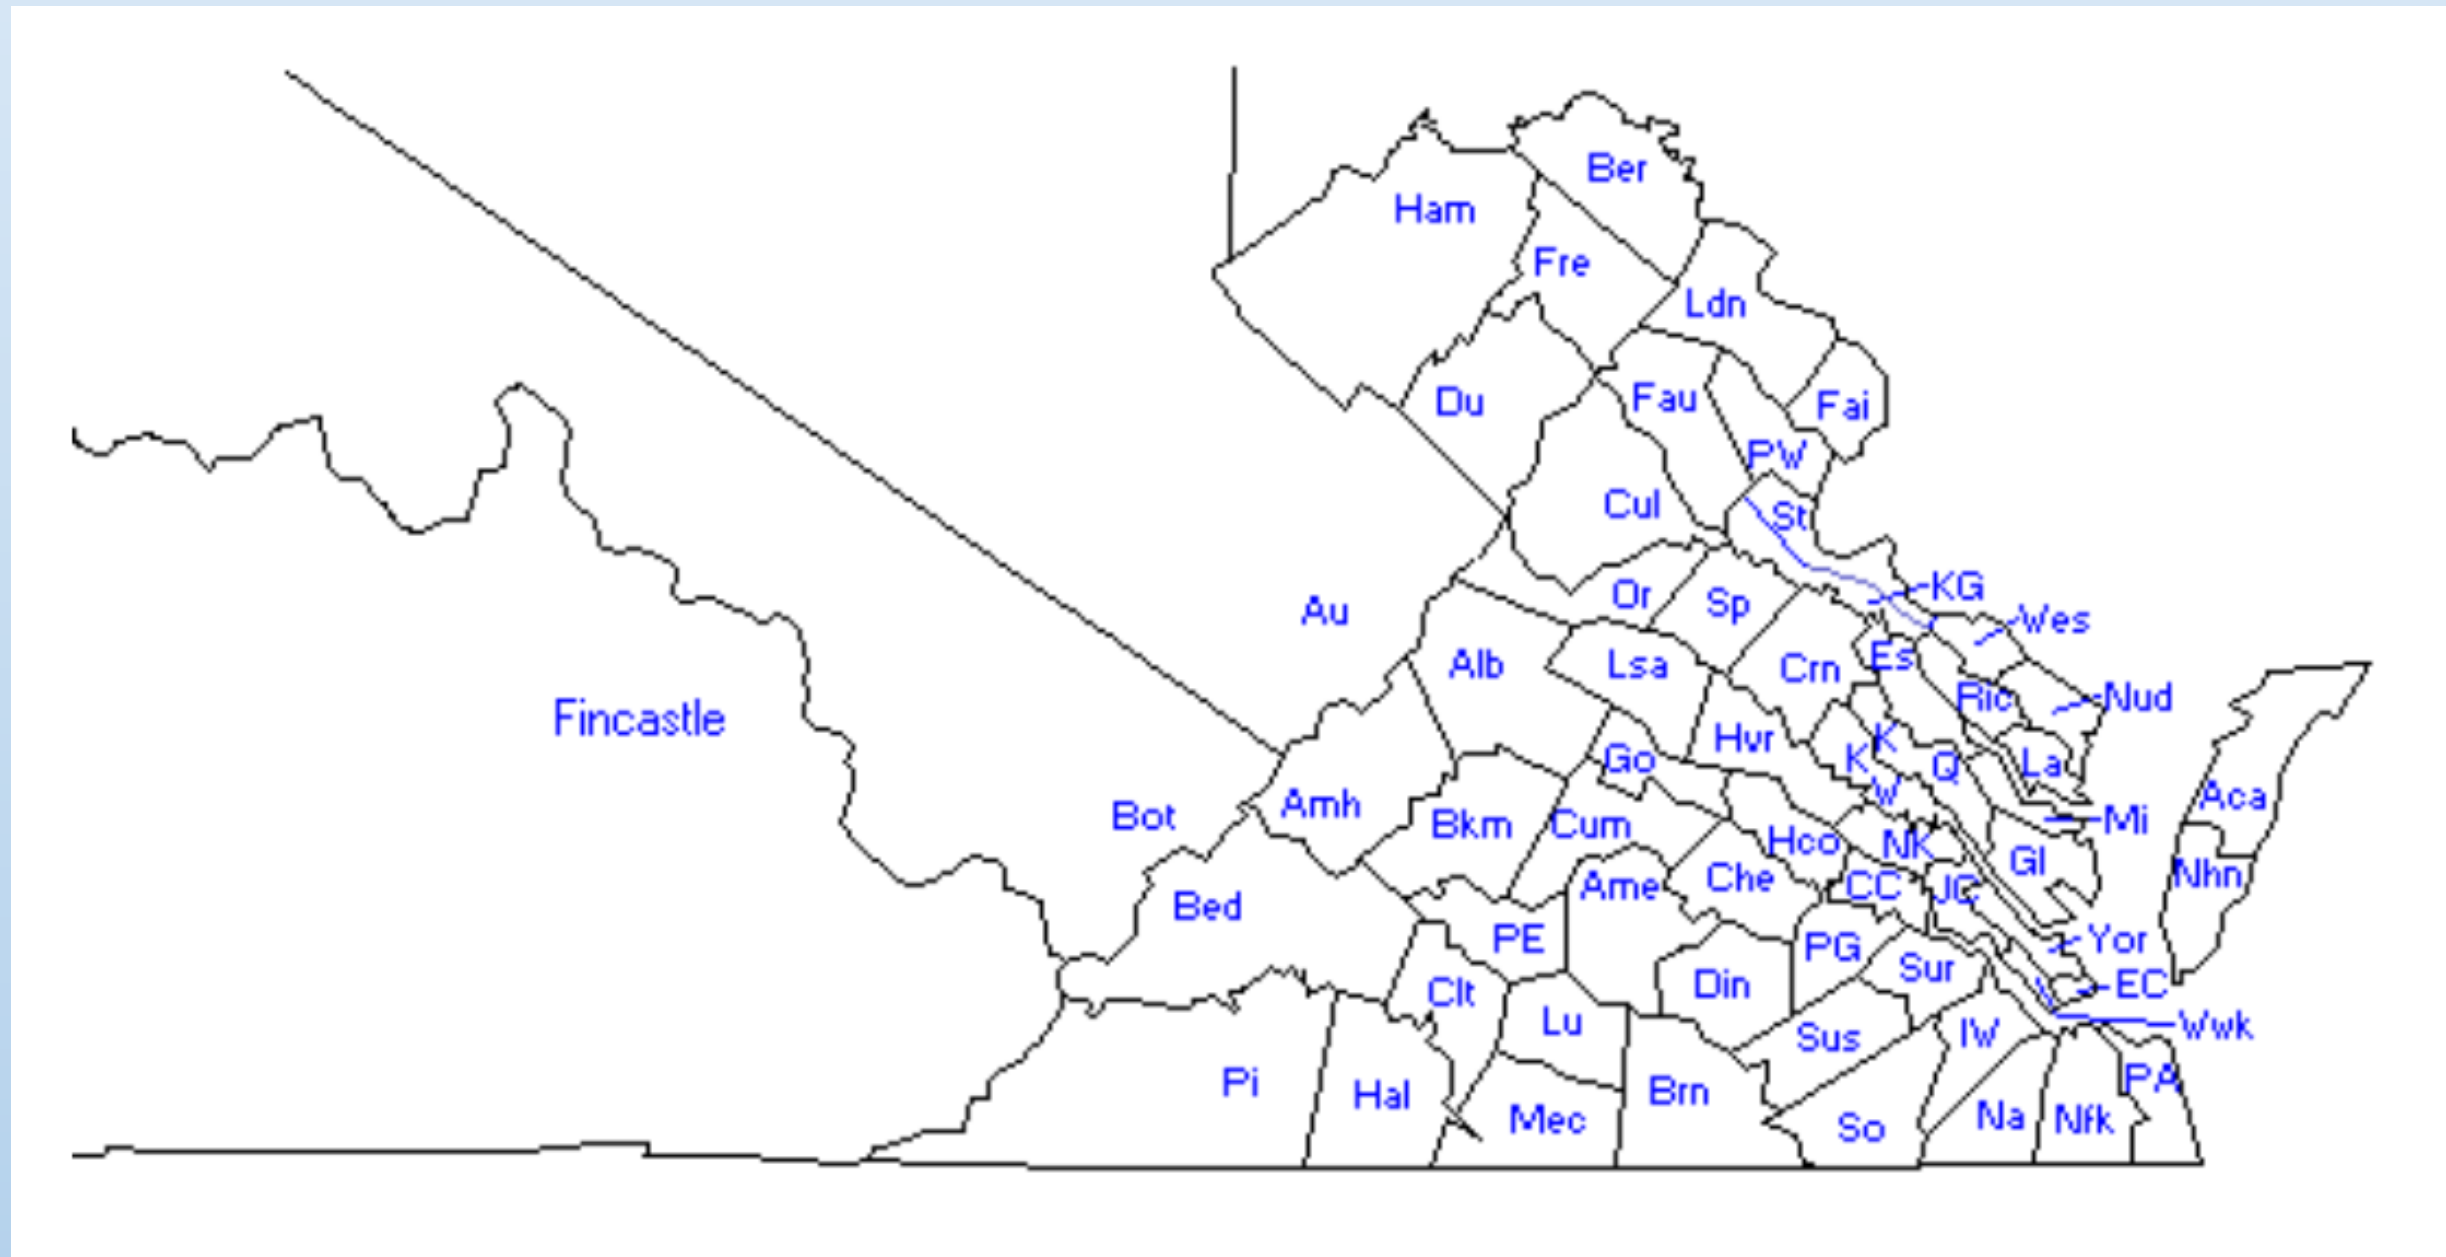 Ber
Ham
Fre
Ldn
Du
Fau
Fai
PW
Cul
St
KG
Au
Or
Sp
Wes
Alb
Lsa
Crn
Es
Ric
Nud
Fincastle
Hvr
K
K
Go
Q
La
W
Aca
Bot
Amh
Bkm
Cum
Mi
Hco
NK
Gl
Nhn
Ame
Che
CC
JC
Bed
PE
PG
Yor
Sur
Din
EC
Clt
Lu
Sus
IW
Wwk
Pi
Hal
Brn
PA
Mec
So
Na
Nfk